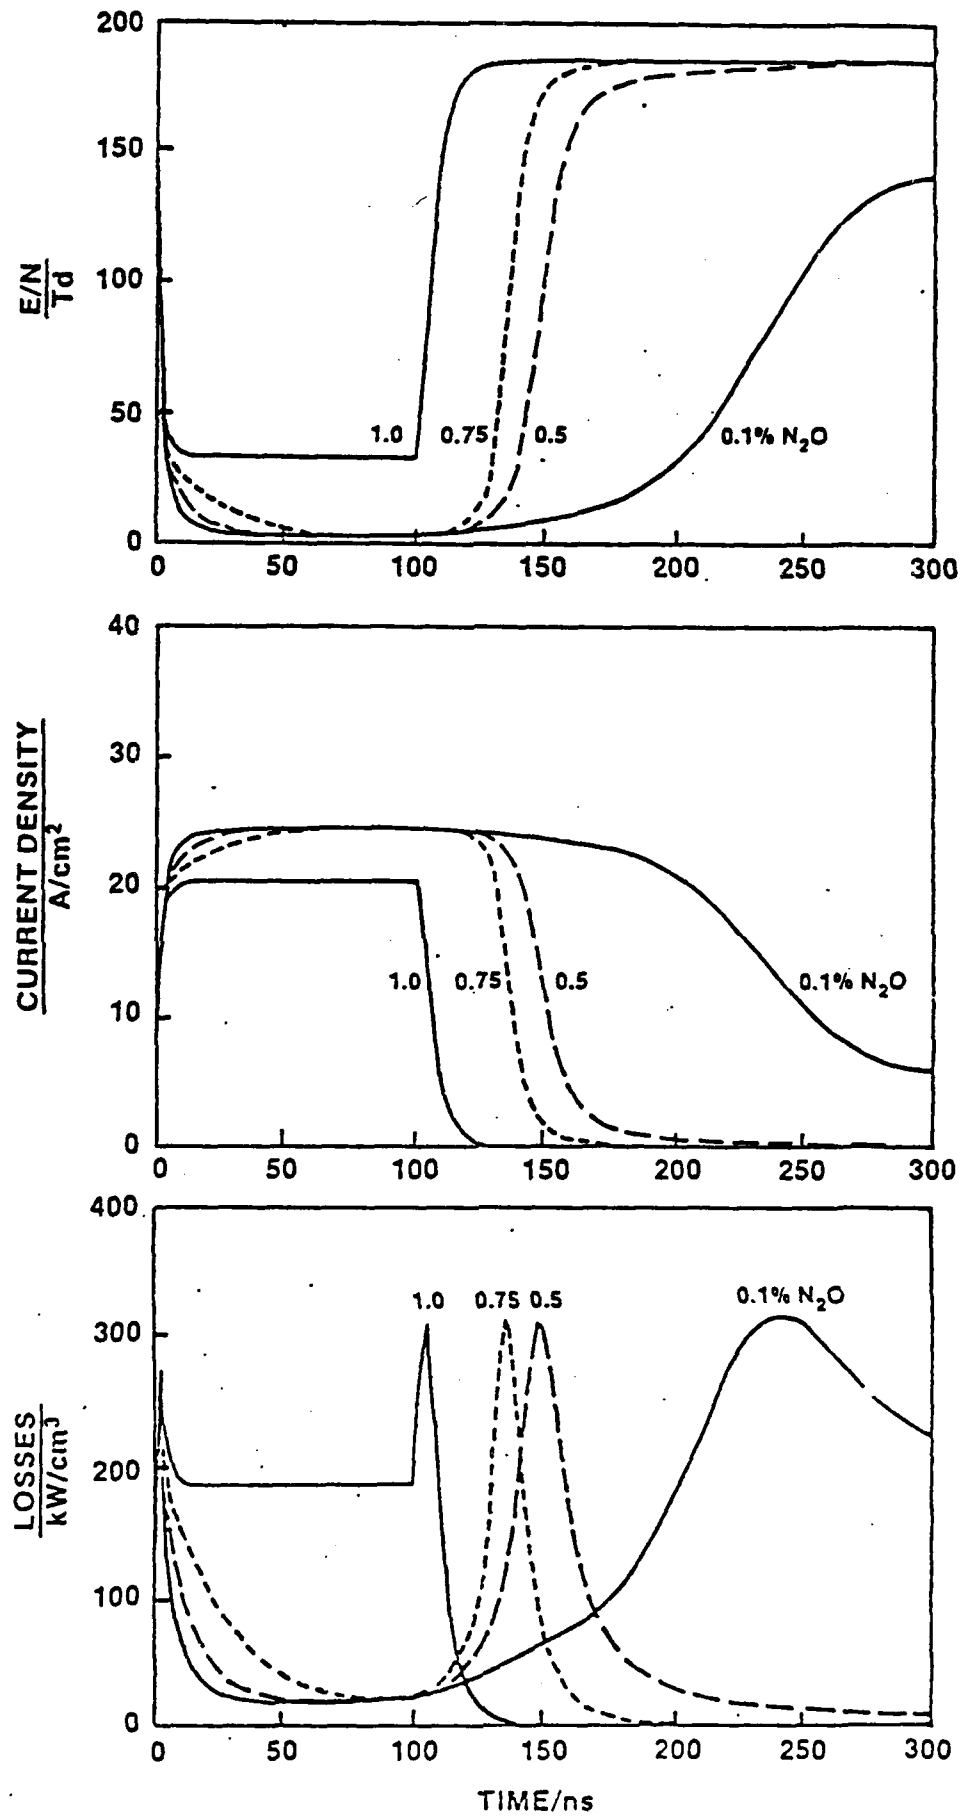 200
150
100
50
0
E/N
Td
1.0 0.75 0.5 0.1% N₂O
0 50 100 150 200 250 300
40
30
20
10
0
CURRENT DENSITY
A/cm²
1.0 0.75 0.5 0.1% N₂O
0 50 100 150 200 250 300
400
300
200
100
0
LOSSES
kW/cm³
1.0 0.75 0.5 0.1% N₂O
0 50 100 150 200 250 300
TIME/ns